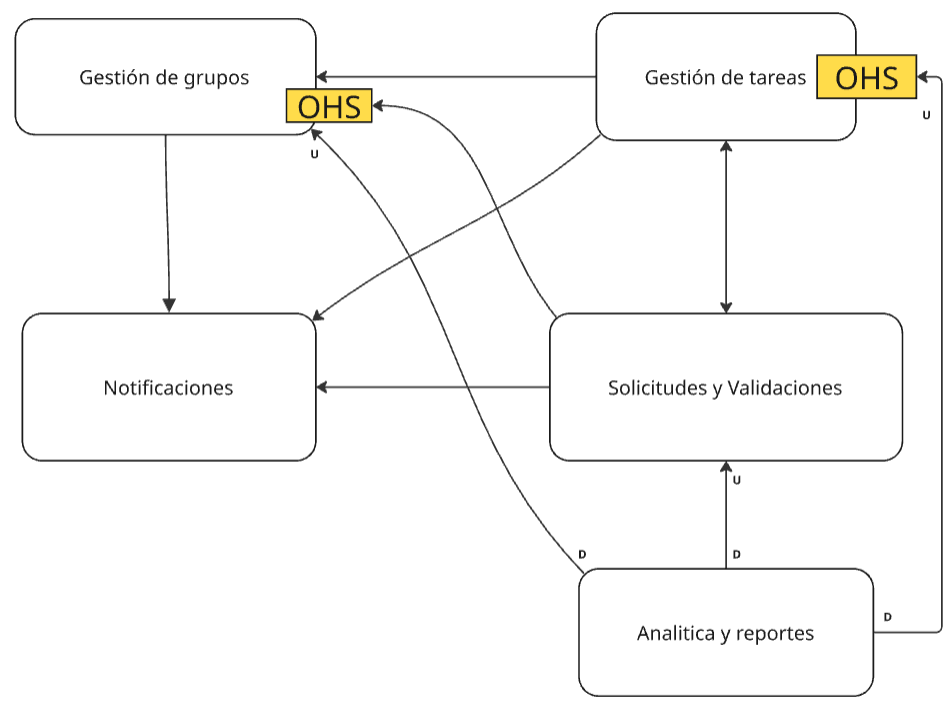 Gestión de grupos
OHS
U
Gestión de tareas
OHS
U
Notificaciones
Solicitudes y Validaciones
U
D
D
D
Analitica y reportes